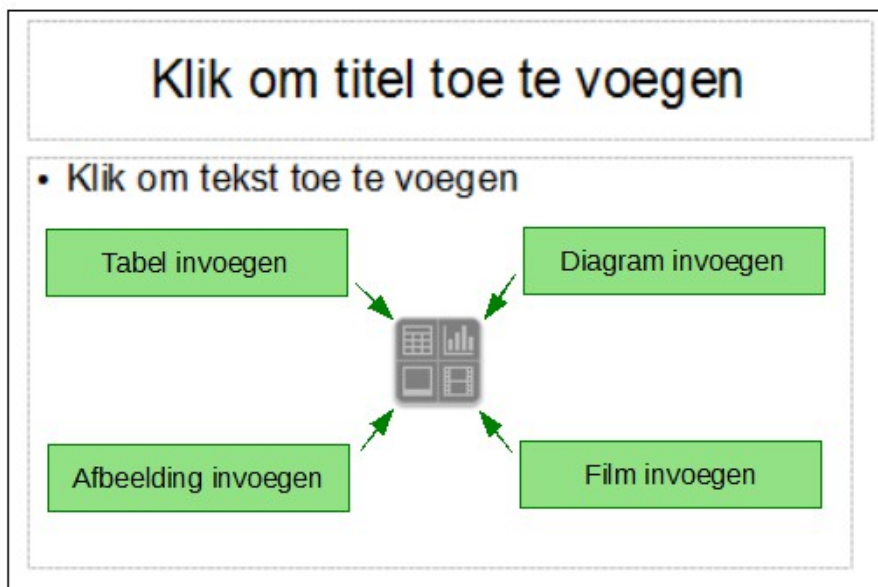 Klik om titel toe te voegen
• Klik om tekst toe te voegen
Tabel invoegen
Diagram invoegen
Afbeelding invoegen
Film invoegen